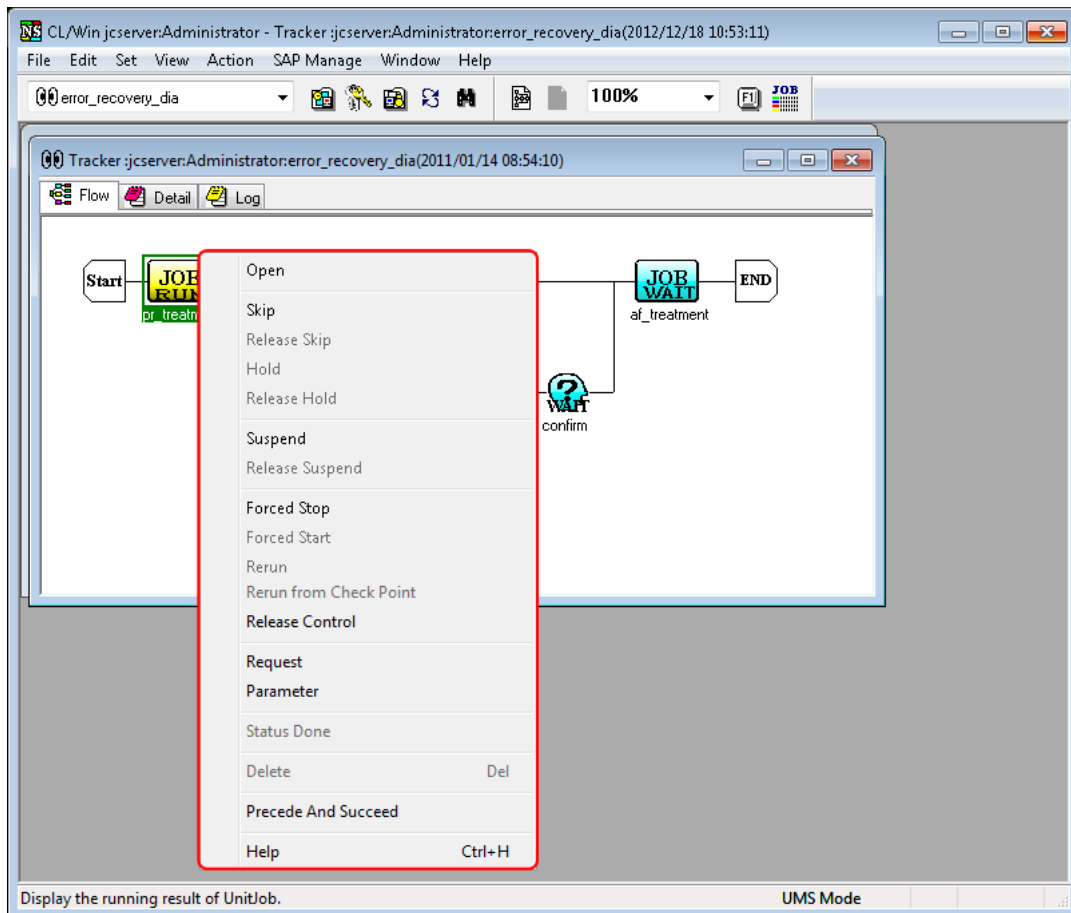 NS CL/Win jcserver:Administrator - Tracker :jcserver:Administrator:error_recovery_dia(2012/12/18 10:53:11)
File Edit Set View Action SAP Manage Window Help
error_recovery_dia 100% F1 JOB
Tracker :jcserver:Administrator:error_recovery_dia(2011/01/14 08:54:10)
Flow Detail Log
Start JOB JOB END
RUN WAIT
pr_treatn af_treatment
WAIT
confirm
Open
Skip
Release Skip
Hold
Release Hold
Suspend
Release Suspend
Forced Stop
Forced Start
Rerun
Rerun from Check Point
Release Control
Request
Parameter
Status Done
Delete Del
Precede And Succeed
Help Ctrl+H
Display the running result of UnitJob. UMS Mode